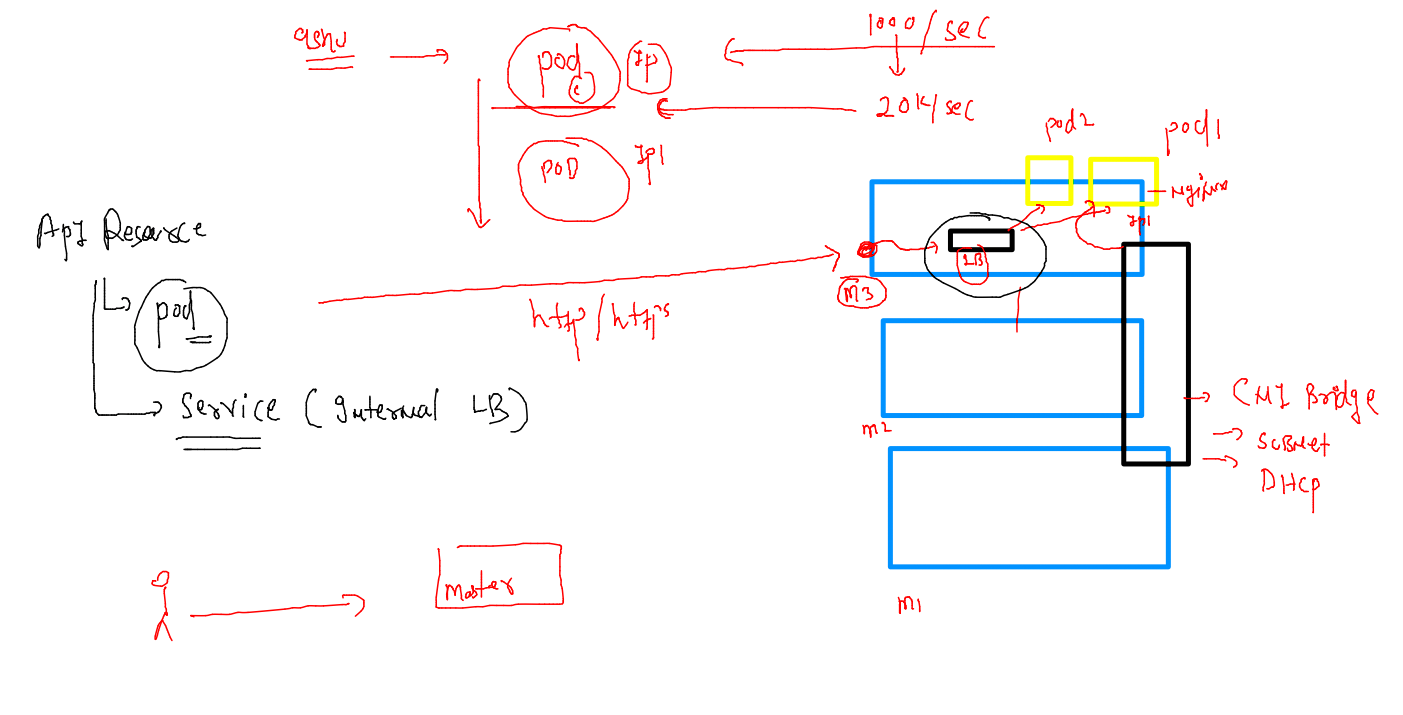 ashu
pod
c
IP
1000/sec
20K/sec
POD
IP1
pod2
pod1
nginx
IP1
LB
m3
ApI Resource
pod
http/https
Service (Internal LB)
m2
CNI Bridge
SUBNet
DHCP
Master
m1